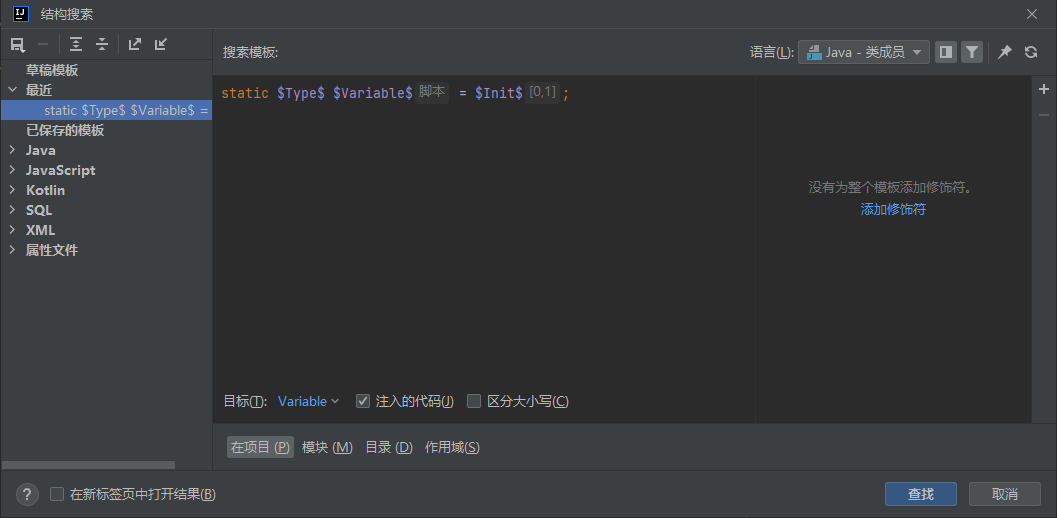 结构搜索
搜索模板:
语言(L): Java - 类成员
草稿模板
最近
static $Type$ $Variable$ =
已保存的模板
Java
JavaScript
Kotlin
SQL
XML
属性文件
static $Type$ $Variable$ 脚本 = $Init$ [0,1] ;
没有为整个模板添加修饰符。
添加修饰符
目标(T): Variable 注入的代码(J) 区分大小写(C)
在项目 (P) 模块 (M) 目录 (D) 作用域(S)
? 在新标签页中打开结果(B) 查找 取消